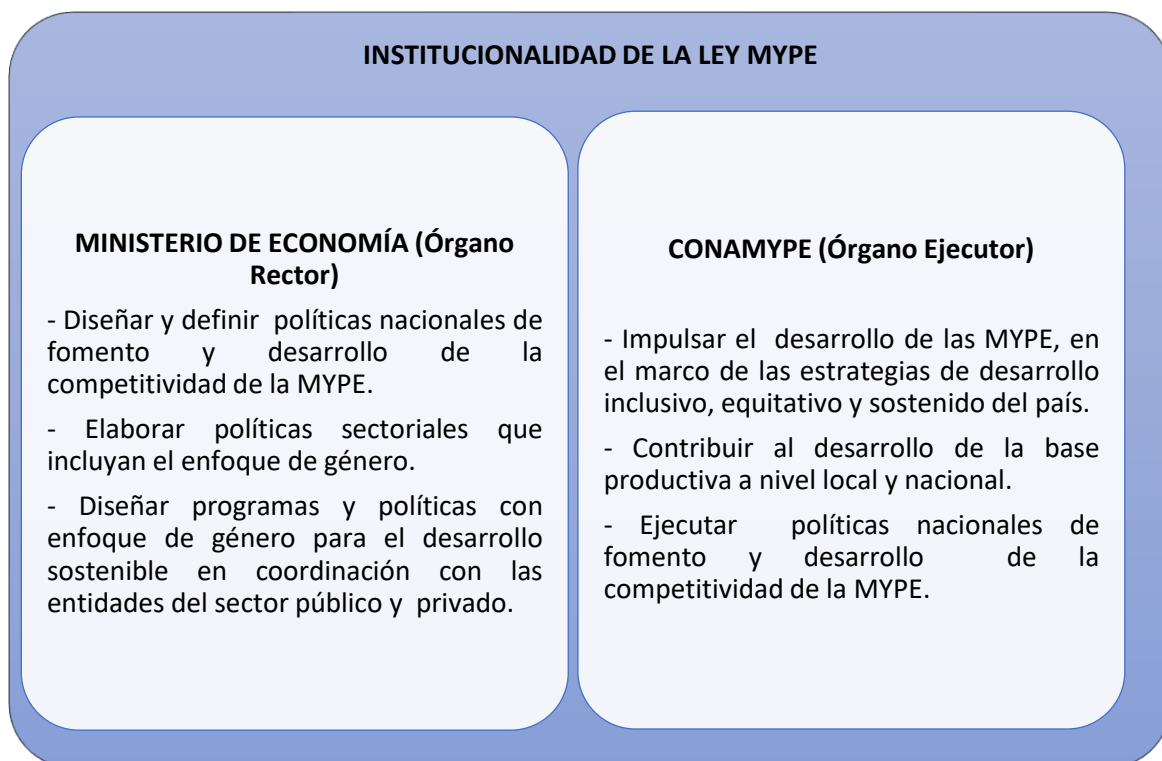 INSTITUCIONALIDAD DE LA LEY MYPE
MINISTERIO DE ECONOMÍA (Órgano
Rector)
- Diseñar y definir políticas nacionales de
fomento y desarrollo de la
competitividad de la MYPE.
- Elaborar políticas sectoriales que
incluyan el enfoque de género.
- Diseñar programas y políticas con
enfoque de género para el desarrollo
sostenible en coordinación con las
entidades del sector público y privado.
CONAMYPE (Órgano Ejecutor)
- Impulsar el desarrollo de las MYPE, en
el marco de las estrategias de desarrollo
inclusivo, equitativo y sostenido del país.
- Contribuir al desarrollo de la base
productiva a nivel local y nacional.
- Ejecutar políticas nacionales de
fomento y desarrollo de la
competitividad de la MYPE.